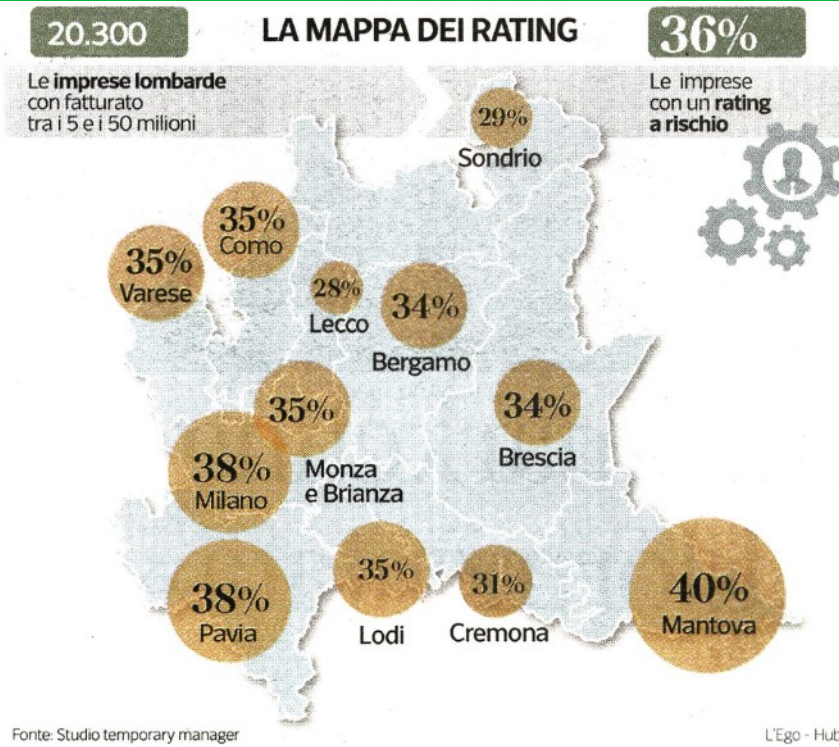 20.300
LA MAPPA DEI RATING
36%
Le imprese lombarde
con fatturato
tra i 5 e i 50 milioni
Le imprese
con un rating
a rischio
29%
Sondrio
35%
Como
35%
Varese
28%
Lecco
34%
Bergamo
35%
Monza
e Brianza
34%
Brescia
38%
Milano
38%
Pavia
35%
Lodi
31%
Cremona
40%
Mantova
Fonte: Studio temporary manager
L'Ego - Hub